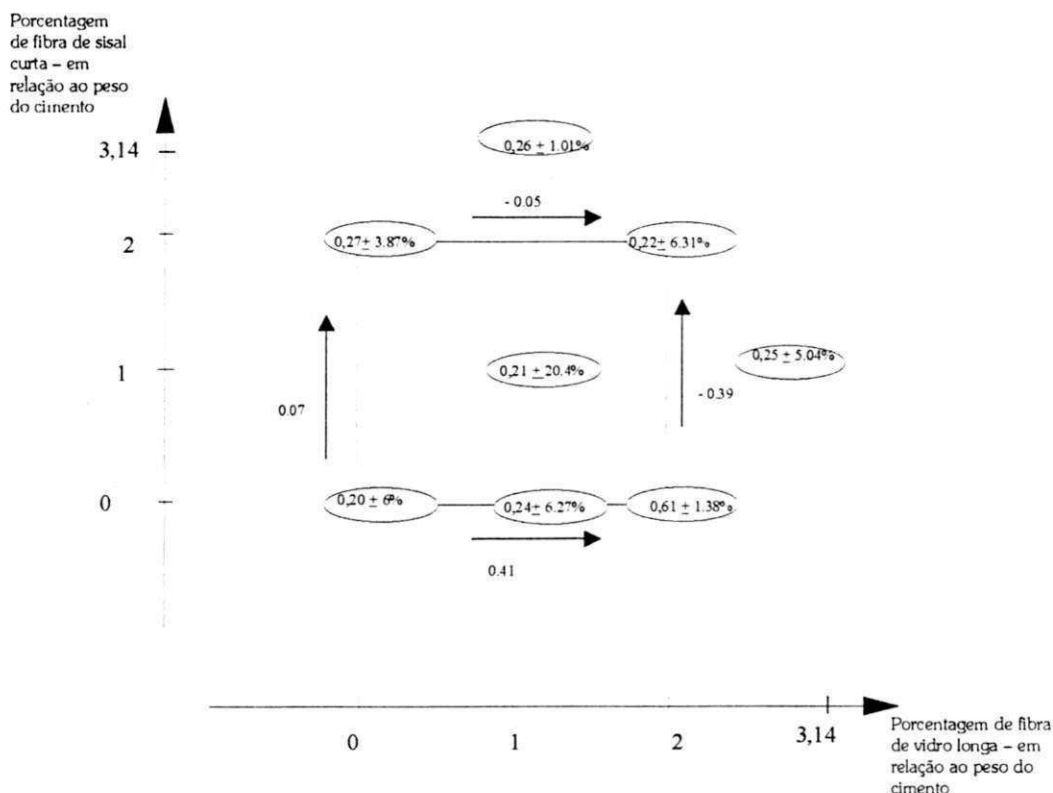 Porcentagem
de fibra de sisal
curta – em
relação ao peso
do cimento
3,14
0,26 ± 1.01%
- 0.05
2
0,27± 3.87%
0,22± 6.31%
1
0,21 ± 20.4%
0,25 ± 5.04%
0.07
- 0.39
0
0,20 ± 6%
0,24± 6.27%
0,61 ± 1.38%
0.41
0
1
2
3,14
Porcentagem de fibra
de vidro longa – em
relação ao peso do
cimento